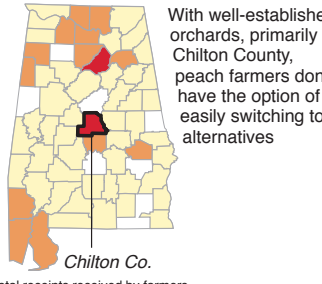 With well-establishe
orchards, primarily
Chilton County,
peach farmers don
have the option of
easily switching to
alternatives
Chilton Co.
otal receipts received by farmers